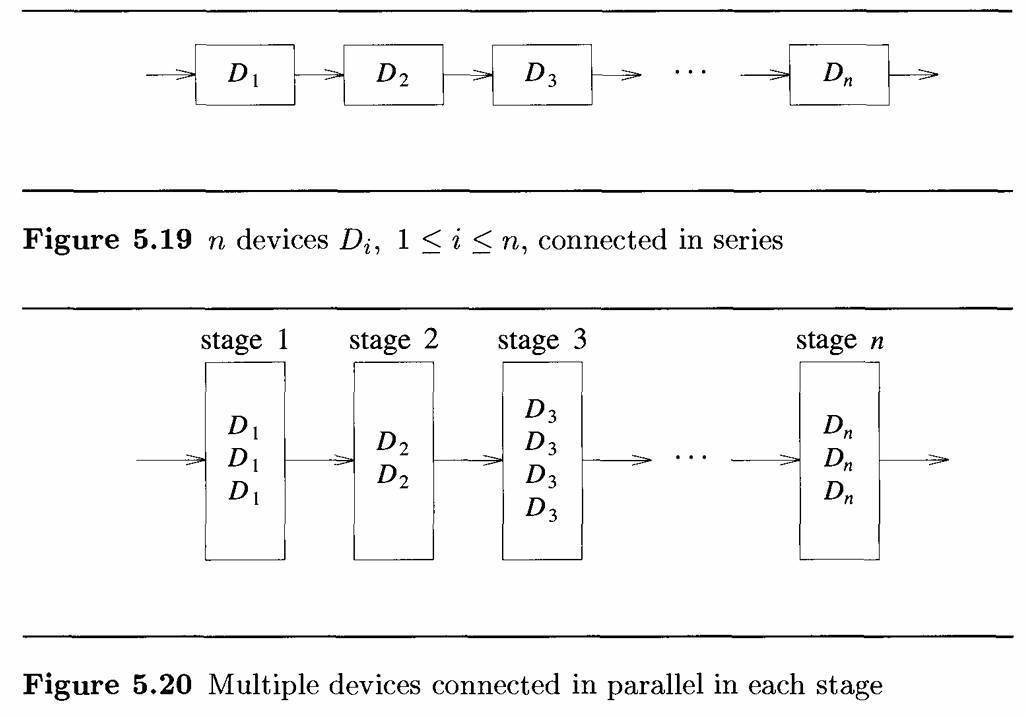 D1 D2 D3 ··· Dn
Figure 5.19 n devices Di, 1 ≤ i ≤ n, connected in series
stage 1 stage 2 stage 3 stage n
D1 D2 D3 ··· Dn
D1 D2 D3 Dn
D1 D3 Dn
D3
Figure 5.20 Multiple devices connected in parallel in each stage